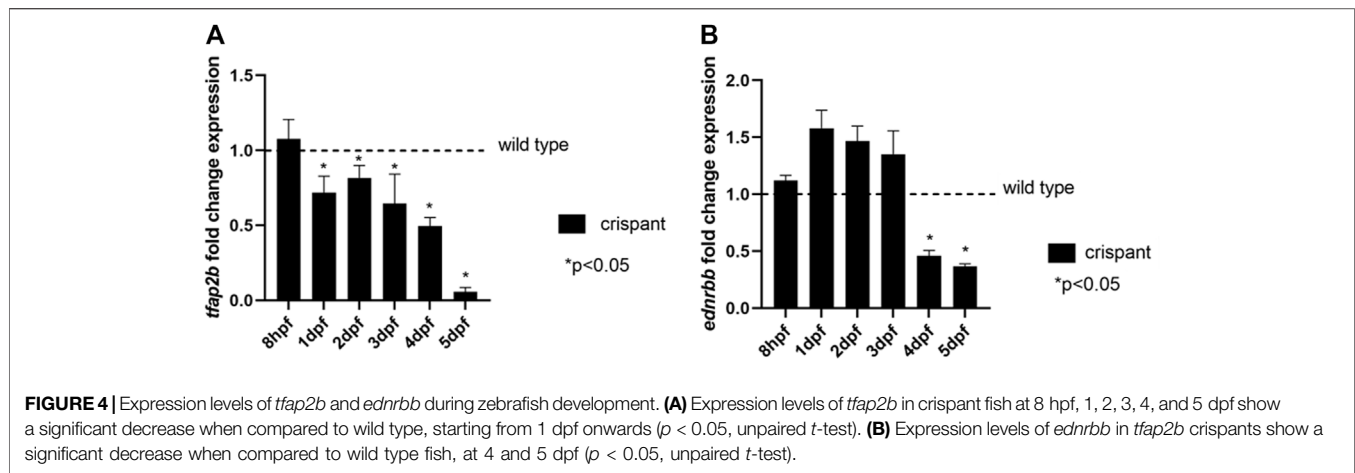 A
tfap2b fold change expression
1.5
1.0
0.5
0.0
wild type
* * * * *
crispant
*p<0.05
8hpf 1dpf 2dpf 3dpf 4dpf 5dpf
B
ednrbb fold change expression
2.0
1.5
1.0
0.5
0.0
wild type
* *
crispant
*p<0.05
8hpf 1dpf 2dpf 3dpf 4dpf 5dpf
FIGURE 4 | Expression levels of tfap2b and ednrbb during zebrafish development. (A) Expression levels of tfap2b in crispant fish at 8 hpf, 1, 2, 3, 4, and 5 dpf show
a significant decrease when compared to wild type, starting from 1 dpf onwards (p < 0.05, unpaired t-test). (B) Expression levels of ednrbb in tfap2b crispants show a
significant decrease when compared to wild type fish, at 4 and 5 dpf (p < 0.05, unpaired t-test).